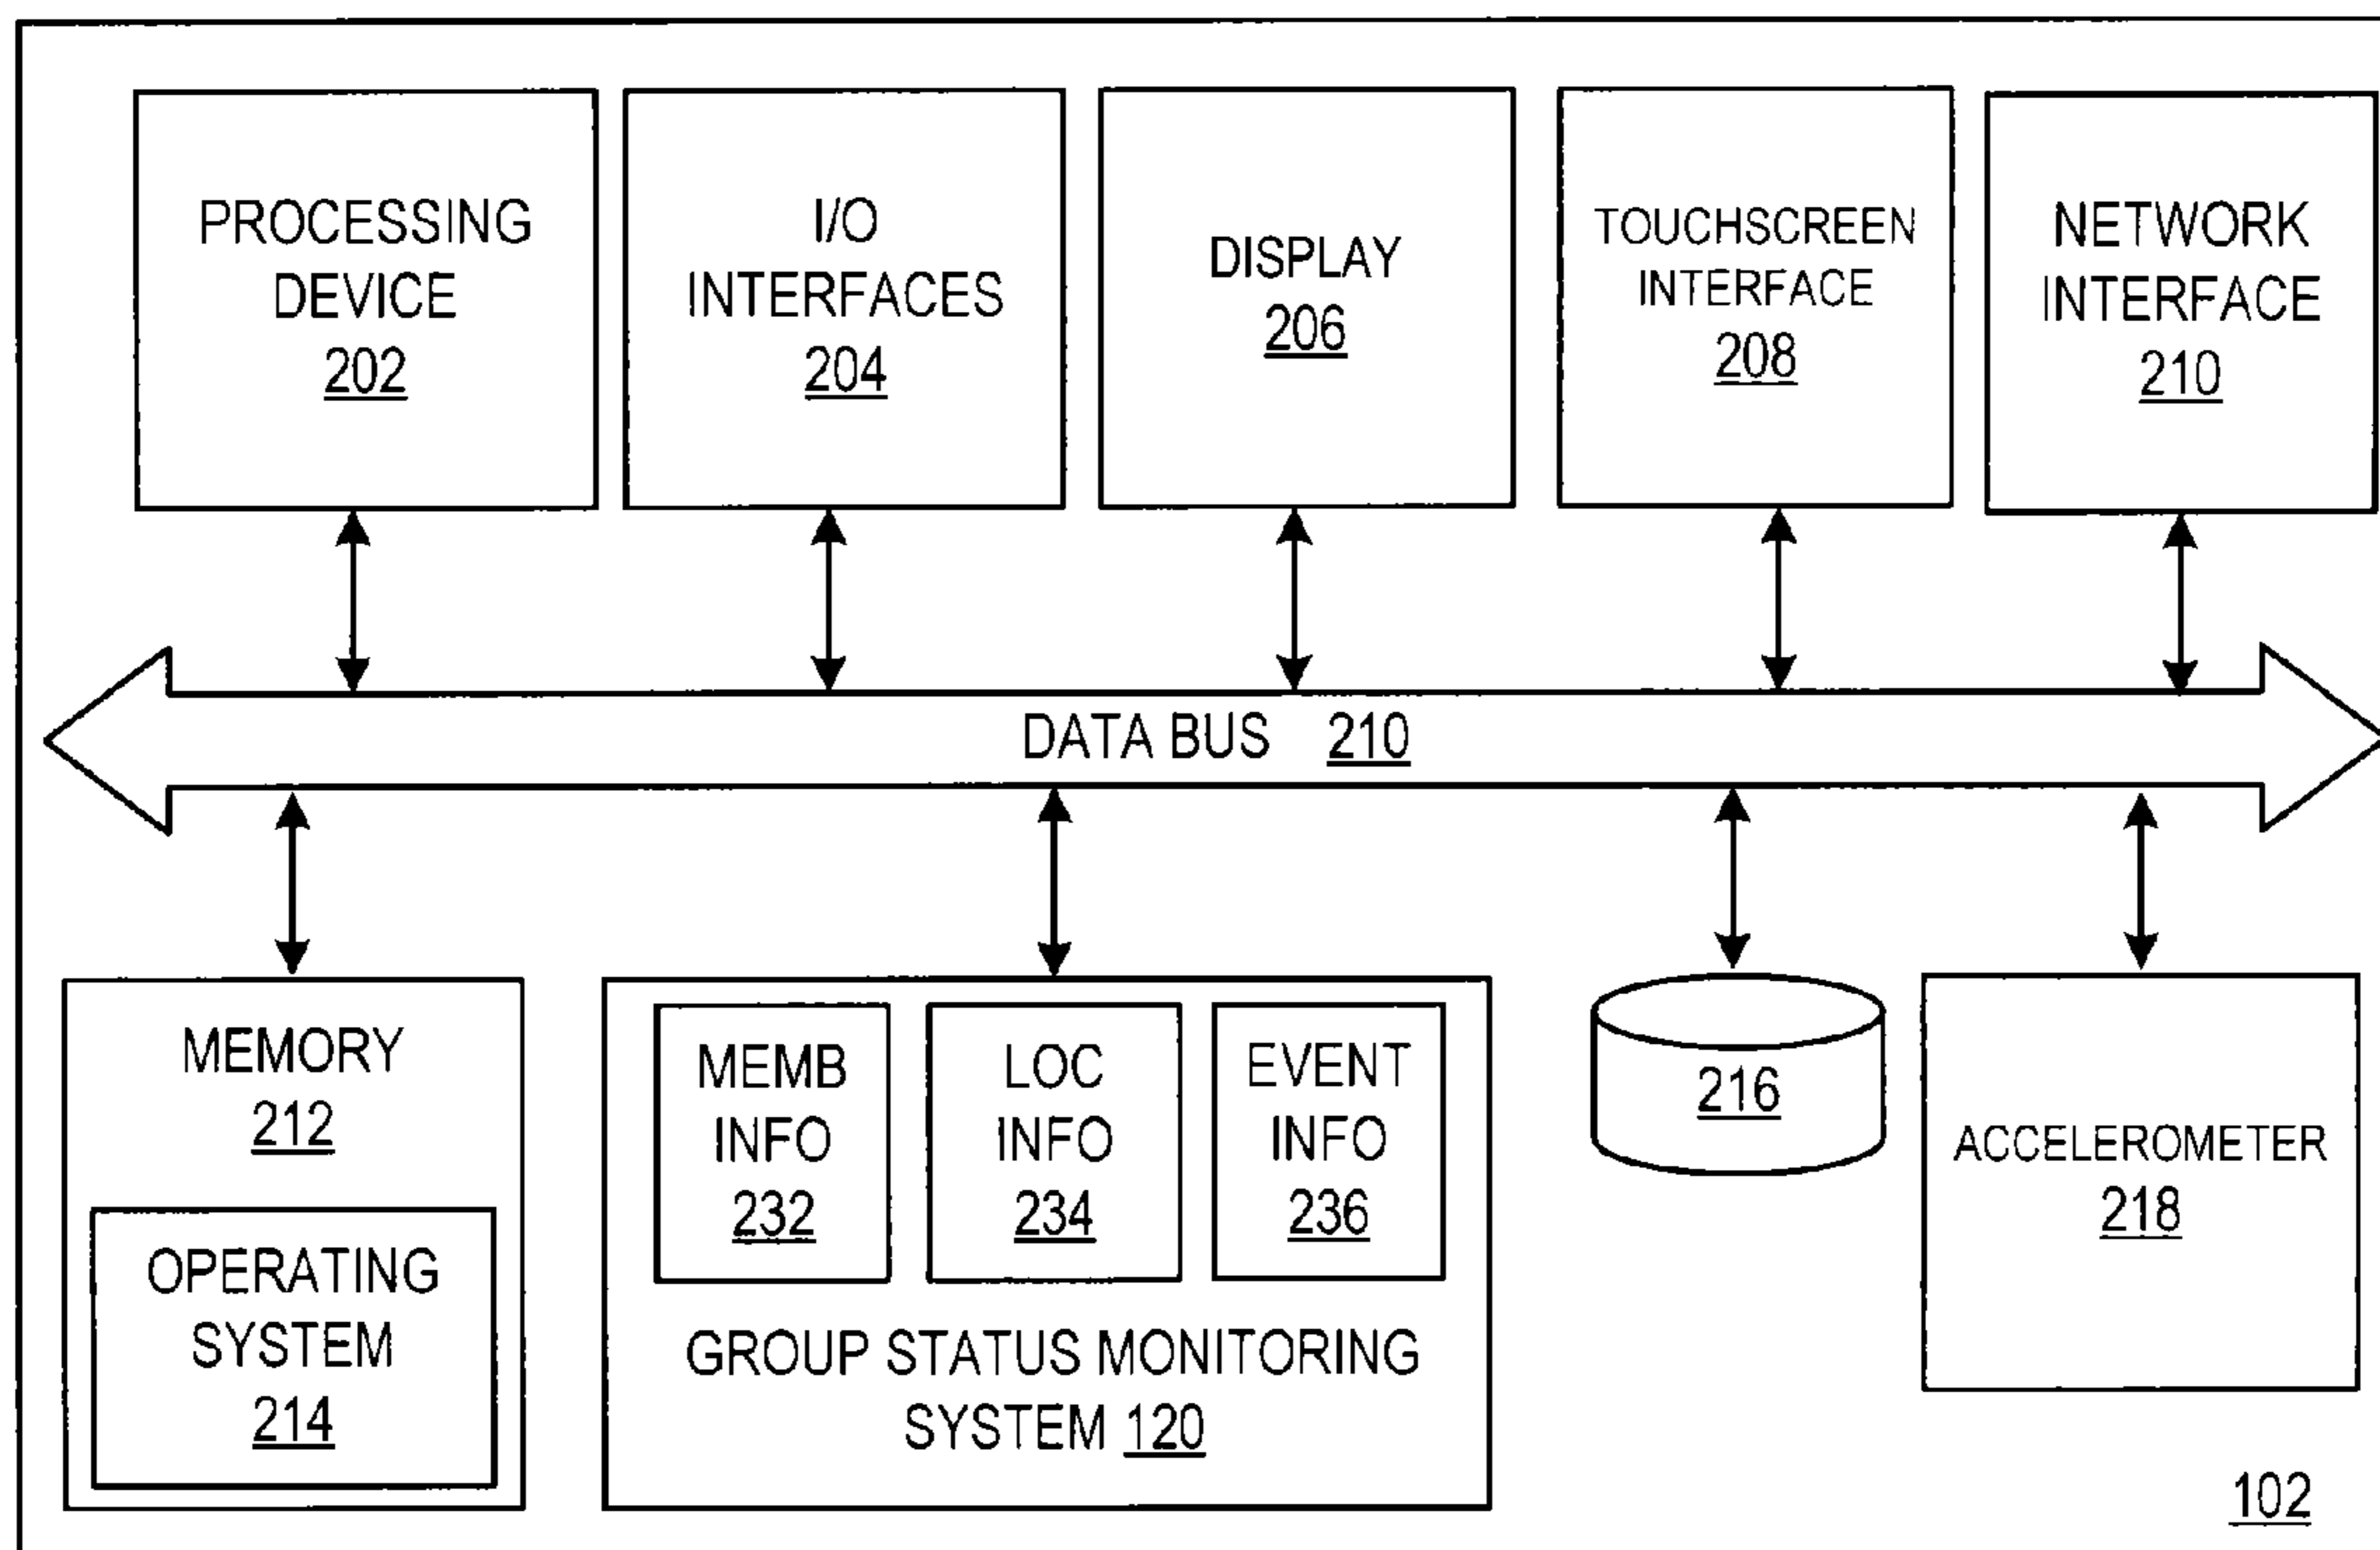 PROCESSING
DEVICE
202
I/O
INTERFACES
204
DISPLAY
206
TOUCHSCREEN
INTERFACE
208
NETWORK
INTERFACE
210
DATA BUS 210
MEMORY
212
OPERATING
SYSTEM
214
MEMB
INFO
232
LOC
INFO
234
EVENT
INFO
236
GROUP STATUS MONITORING
SYSTEM 120
216
ACCELEROMETER
218
102